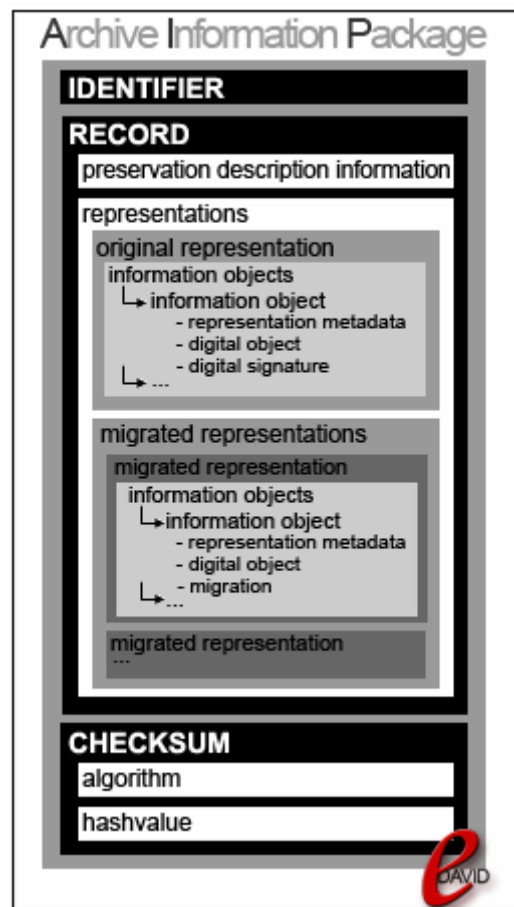 Archive Information Package
IDENTIFIER
RECORD
preservation description information
representations
original representation
information objects
information object
- representation metadata
- digital object
- digital signature
...
migrated representations
migrated representation
information objects
information object
- representation metadata
- digital object
- migration
...
migrated representation
...
CHECKSUM
algorithm
hashvalue
e
DAVID